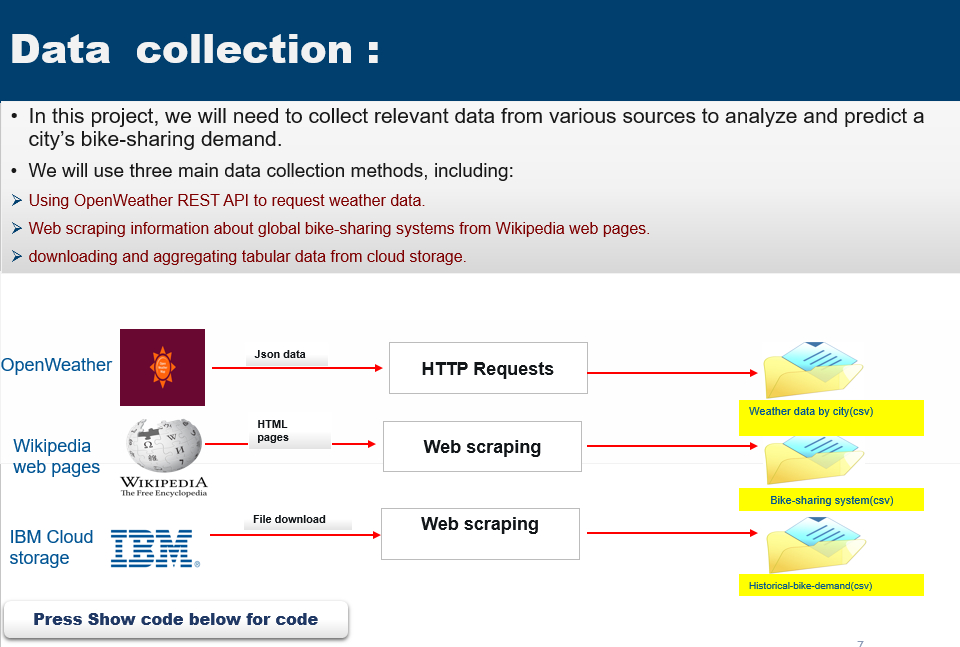 Data collection :
• In this project, we will need to collect relevant data from various sources to analyze and predict a
city’s bike-sharing demand.
• We will use three main data collection methods, including:
➢ Using OpenWeather REST API to request weather data.
➢ Web scraping information about global bike-sharing systems from Wikipedia web pages.
➢ downloading and aggregating tabular data from cloud storage.
OpenWeather
Json data
HTTP Requests
Weather data by city(csv)
Wikipedia
web pages
WIKIPEDIA
The Free Encyclopedia
HTML
pages
Web scraping
Bike-sharing system(csv)
IBM Cloud
storage
IBM®
File download
Web scraping
Historical-bike-demand(csv)
Press Show code below for code
7